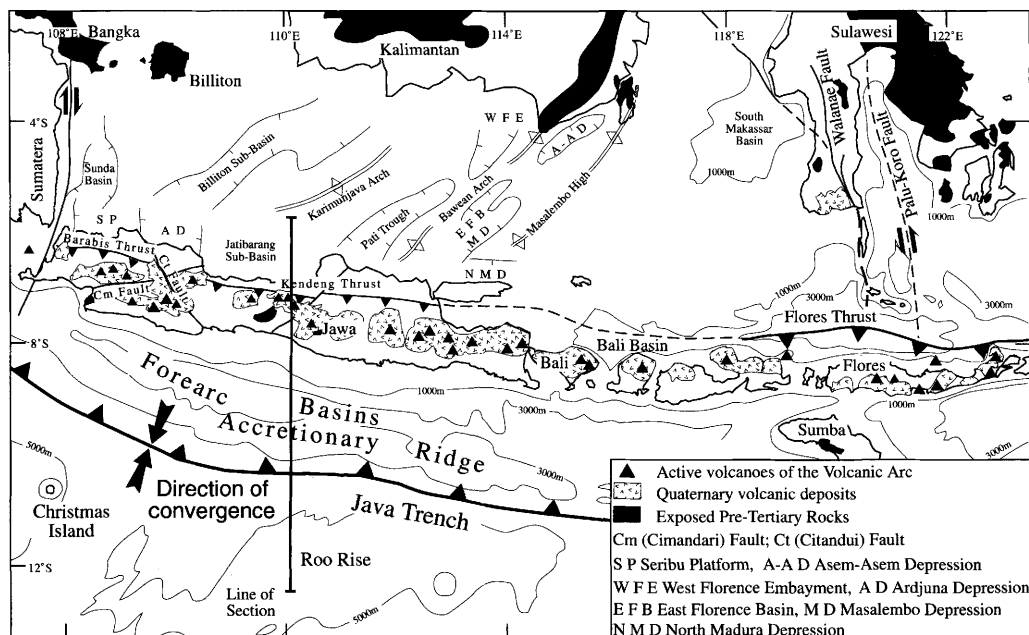 108°E
Bangka
110°E
114°E
118°E
122°E
Kalimantan
Sulawesi
Billiton
4°S
Sumatera
Sunda
Basin
Billiton Sub-Basin
Karimunjava Arch
W F E
A-A D
South
Makassar
Basin
1000m
Walanae Fault
Palu-Koro Fault
1000m
Pati Trough
Bawean Arch
E F B
M D
Masalembo High
S P
A D
Barabis Thrust
Jatibarang
Sub-Basin
N M D
Ct Fault
Cm Fault
Kendeng Thrust
1000m
3000m
3000m
Flores Thrust
Jawa
8°S
Bali
Bali Basin
Flores
1000m
Forearc
Basins
1000m
3000m
Accretionary
Ridge
3000m
Sumba
3000m
5000m
Direction of
convergence
Java Trench
Christmas
Island
Roo Rise
12°S
Line of
Section
5000m
Active volcanoes of the Volcanic Arc
Quaternary volcanic deposits
Exposed Pre-Tertiary Rocks
Cm (Cimandari) Fault; Ct (Citandui) Fault
S P Seribu Platform, A-A D Asem-Asem Depression
W F E West Florence Embayment, A D Ardjuna Depression
E F B East Florence Basin, M D Masalembo Depression
N M D North Madura Depression